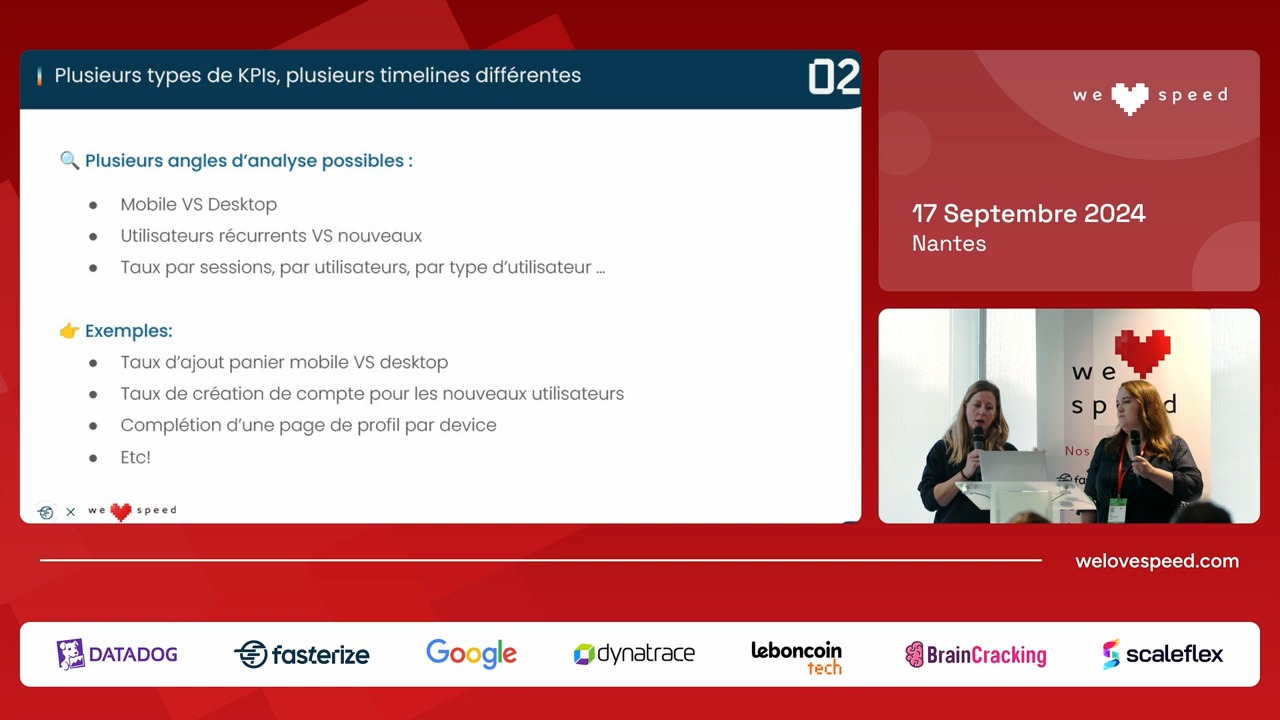 Plusieurs types de KPIs, plusieurs timelines différentes
02
🔍 Plusieurs angles d'analyse possibles :
● Mobile VS Desktop
● Utilisateurs récurrents VS nouveaux
● Taux par sessions, par utilisateurs, par type d'utilisateur ...
👉 Exemples:
● Taux d'ajout panier mobile VS desktop
● Taux de création de compte pour les nouveaux utilisateurs
● Complétion d'une page de profil par device
● Etc!
× we speed
we speed
17 Septembre 2024
Nantes
we
sp d
Nos
fa
welovespeed.com
DATADOG
fasterize
Google
dynatrace
leboncoin
tech
BrainCracking
scaleflex